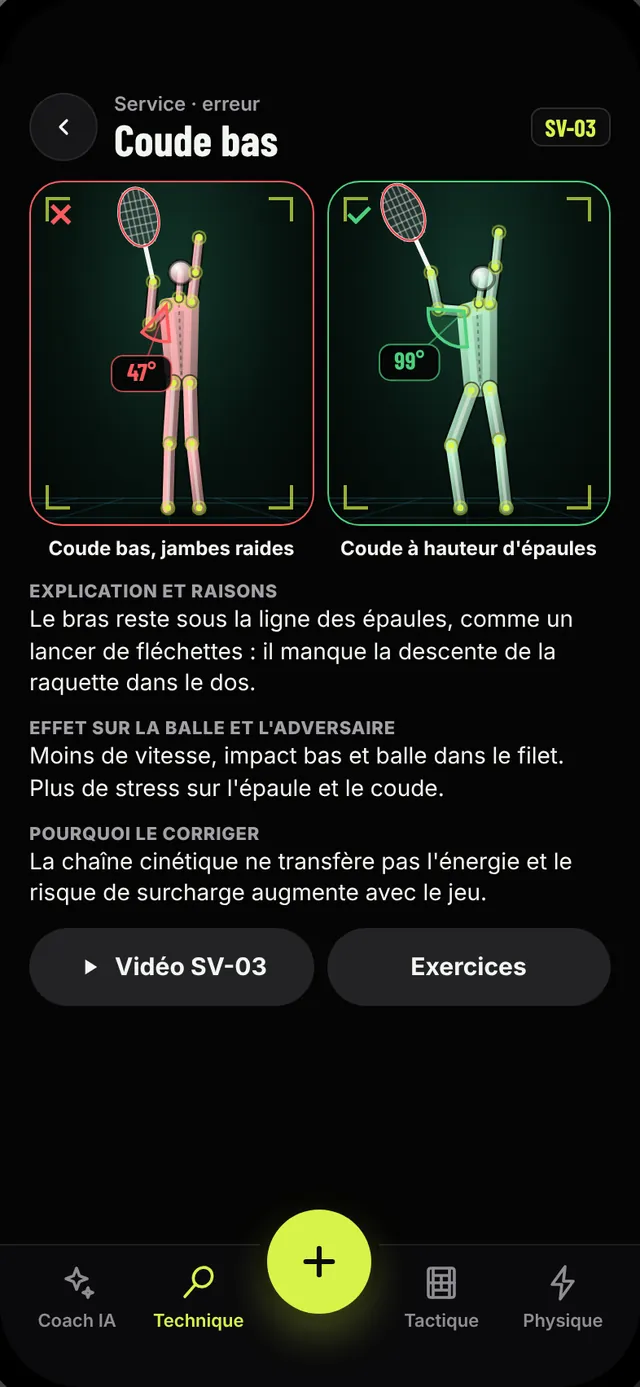 Service · erreur
Coude bas
SV-03
47°
99°
Coude bas, jambes raides
Coude à hauteur d'épaules
EXPLICATION ET RAISONS
Le bras reste sous la ligne des épaules, comme un
lancer de fléchettes : il manque la descente de la
raquette dans le dos.
EFFET SUR LA BALLE ET L'ADVERSAIRE
Moins de vitesse, impact bas et balle dans le filet.
Plus de stress sur l'épaule et le coude.
POURQUOI LE CORRIGER
La chaîne cinétique ne transfère pas l'énergie et le
risque de surcharge augmente avec le jeu.
Vidéo SV-03
Exercices
Coach IA
Technique
Tactique
Physique